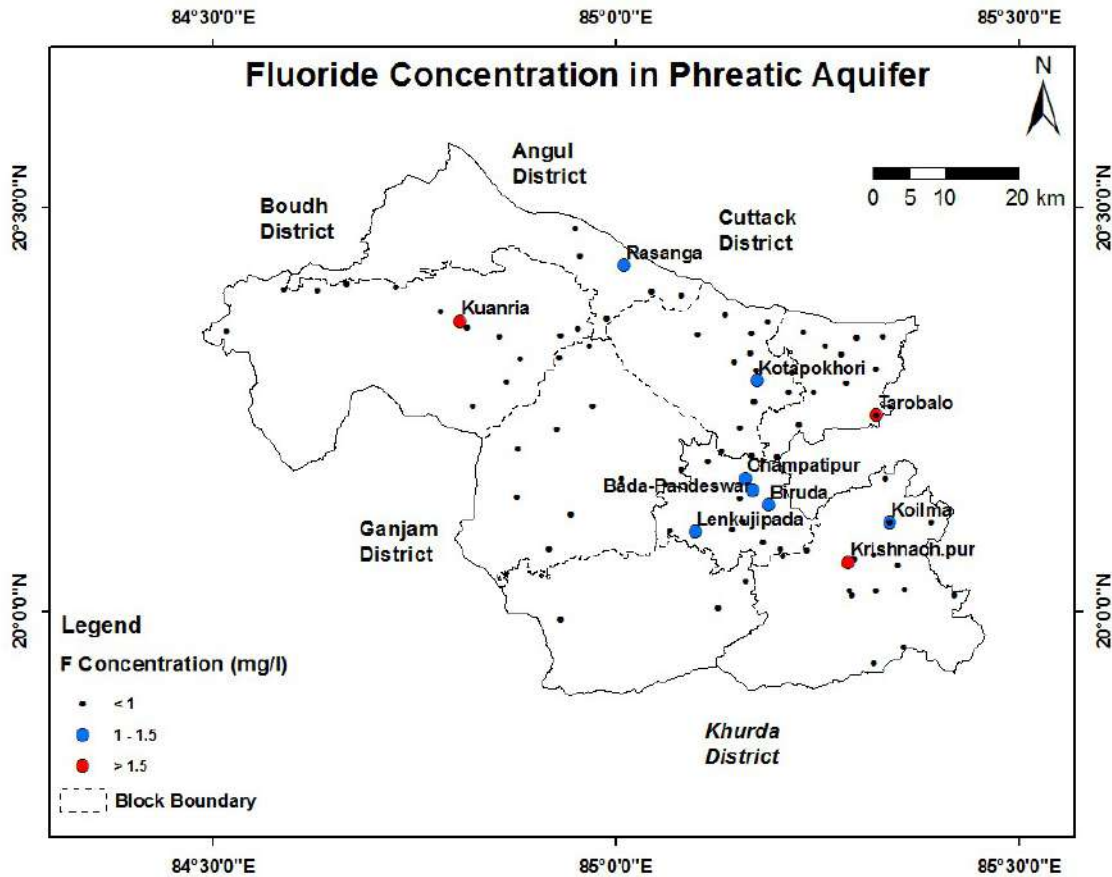 84°30'0"E 85°0'0"E 85°30'0"E
Fluoride Concentration in Phreatic Aquifer
N
Angul
District
0 5 10 20 km
20°30'0"N
20°30'0"N
Boudh
District
Cuttack
District
Rasanga
Kuanria
Kotapokhori
Tarobalo
Champatipur
Bada-Pandeswar
Biruda
Lenkujipada
Koilma
Ganjam
District
Krishnach.pur
20°0'0"N
20°0'0"N
Legend
F Concentration (mg/l)
< 1
1 - 1.5
> 1.5
Block Boundary
Khurda
District
84°30'0"E 85°0'0"E 85°30'0"E